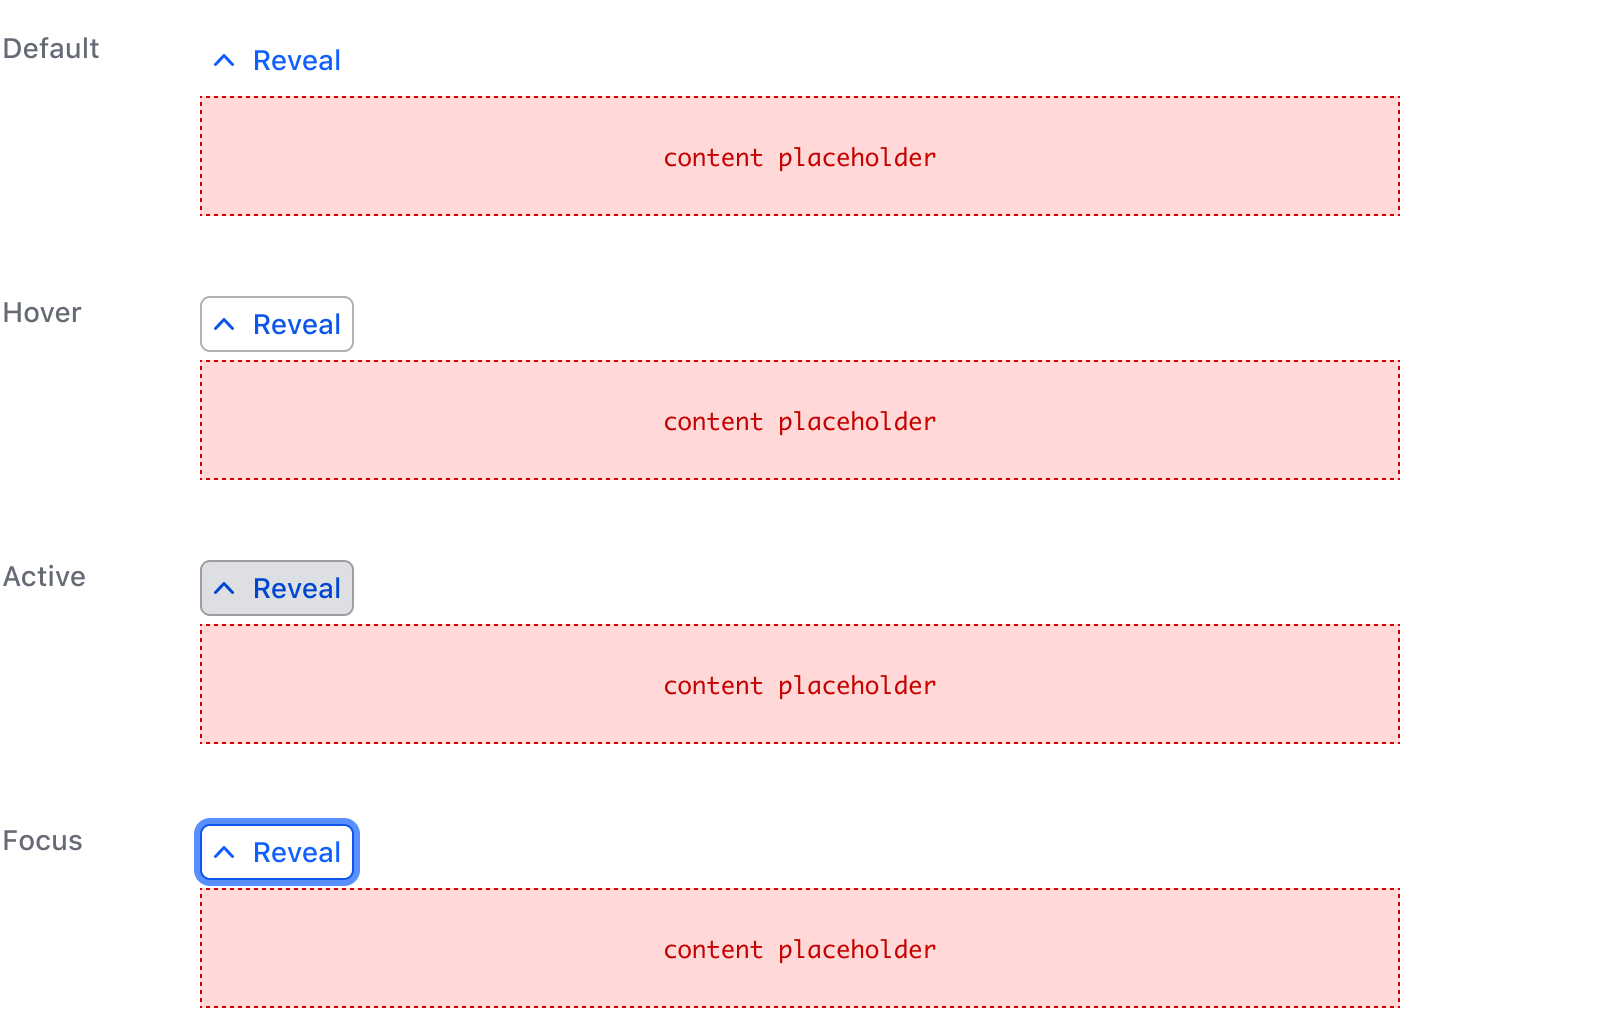 Default
Reveal
content placeholder
Hover
Reveal
content placeholder
Active
Reveal
content placeholder
Focus
Reveal
content placeholder